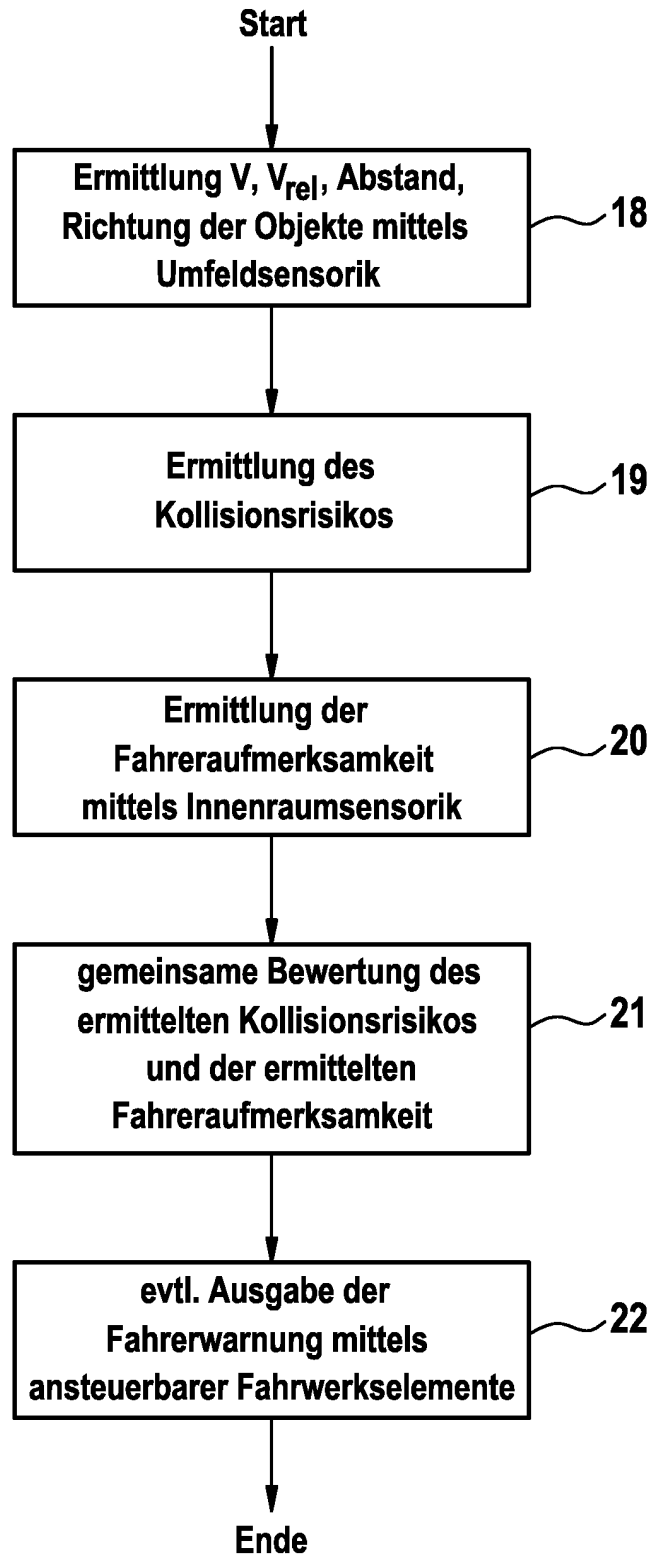 Start
Ermittlung V, Vrel, Abstand,
Richtung der Objekte mittels
Umfeldsensorik
18
Ermittlung des
Kollisionsrisikos
19
Ermittlung der
Fahreraufmerksamkeit
mittels Innenraumsensorik
20
gemeinsame Bewertung des
ermittelten Kollisionsrisikos
und der ermittelten
Fahreraufmerksamkeit
21
evtl. Ausgabe der
Fahrerwarnung mittels
ansteuerbarer Fahrwerkselemente
22
Ende